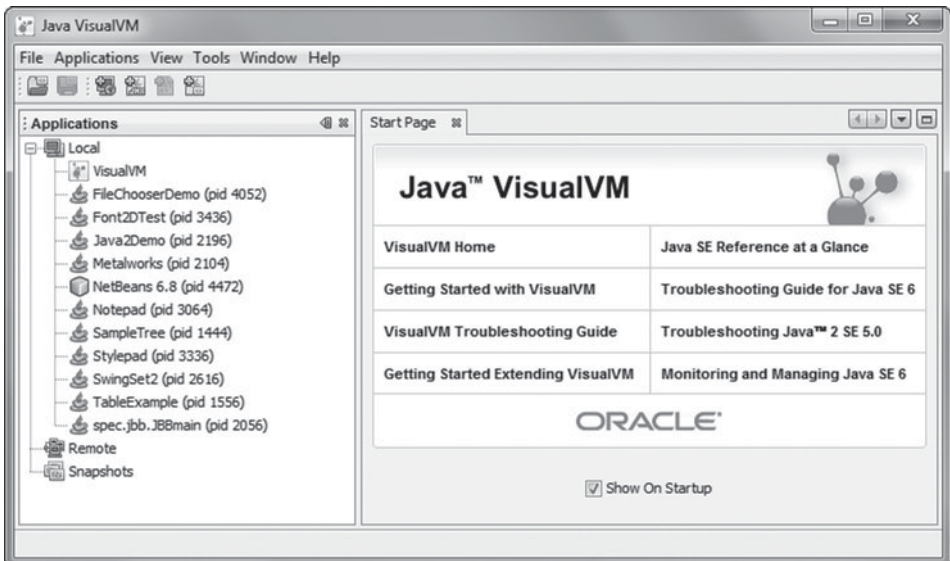 Java VisualVM
File Applications View Tools Window Help
Applications
Local
VisualVM
FileChooserDemo (pid 4052)
Font2DTest (pid 3436)
Java2Demo (pid 2196)
Metalworks (pid 2104)
NetBeans 6.8 (pid 4472)
Notepad (pid 3064)
SampleTree (pid 1444)
Stylepad (pid 3336)
SwingSet2 (pid 2616)
TableExample (pid 1556)
spec.jbb.JBBmain (pid 2056)
Remote
Snapshots
Start Page
Java™ VisualVM
VisualVM Home
Java SE Reference at a Glance
Getting Started with VisualVM
Troubleshooting Guide for Java SE 6
VisualVM Troubleshooting Guide
Troubleshooting Java™ 2 SE 5.0
Getting Started Extending VisualVM
Monitoring and Managing Java SE 6
ORACLE
Show On Startup